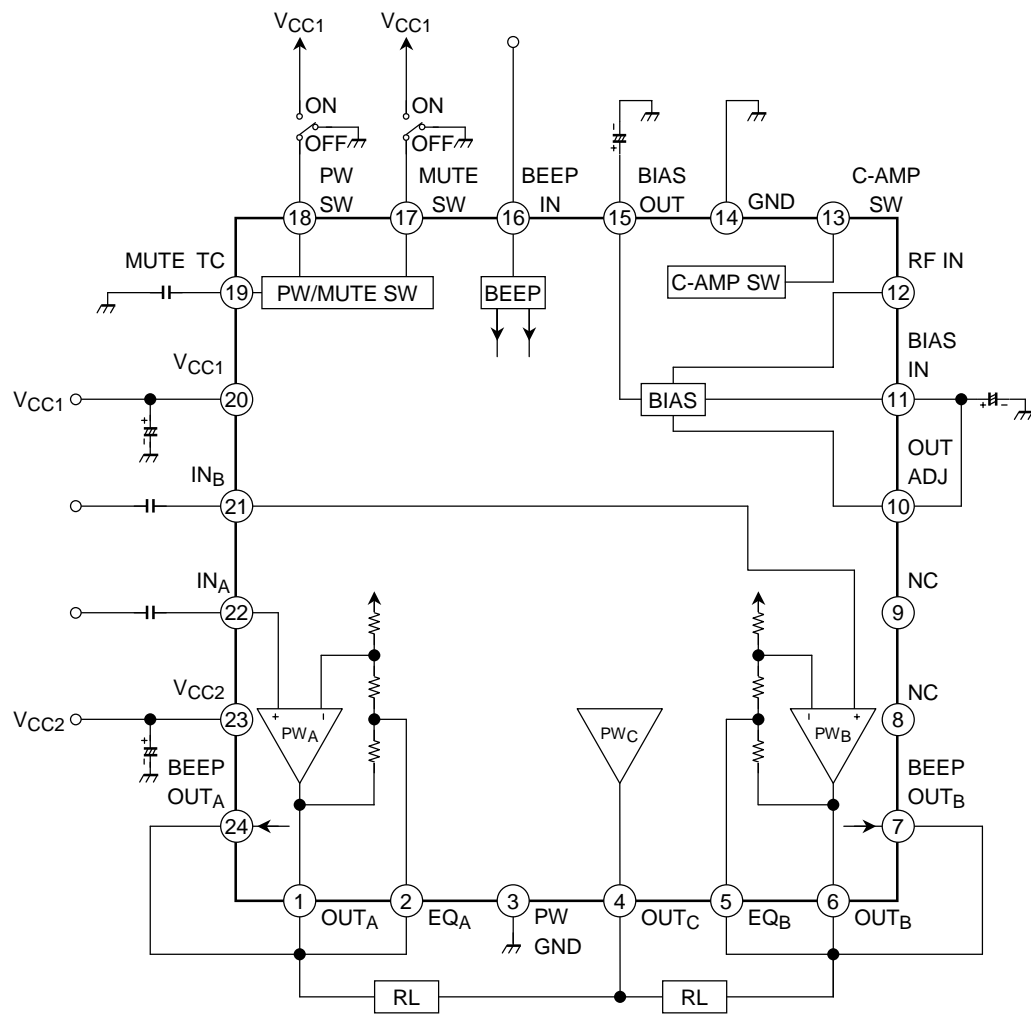 VCC1 VCC1
ON ON
OFF OFF
PW SW
MUTE SW
BEEP IN
BIAS OUT
GND
C-AMP SW
18 17 16 15 14 13
MUTE TC
19
PW/MUTE SW
BEEP
C-AMP SW
RF IN
12
VCC1
VCC1
20
BIAS
BIAS IN
11
INB
21
OUT ADJ
10
INA
22
NC
9
VCC2
VCC2
23
+ -
PWA
PWC
- +
PWB
NC
8
BEEP OUTA
24
BEEP OUTB
7
1 2 3 4 5 6
OUTA
EQA
PW GND
OUTC
EQB
OUTB
RL RL
+ -
+ -
+ -
+ -